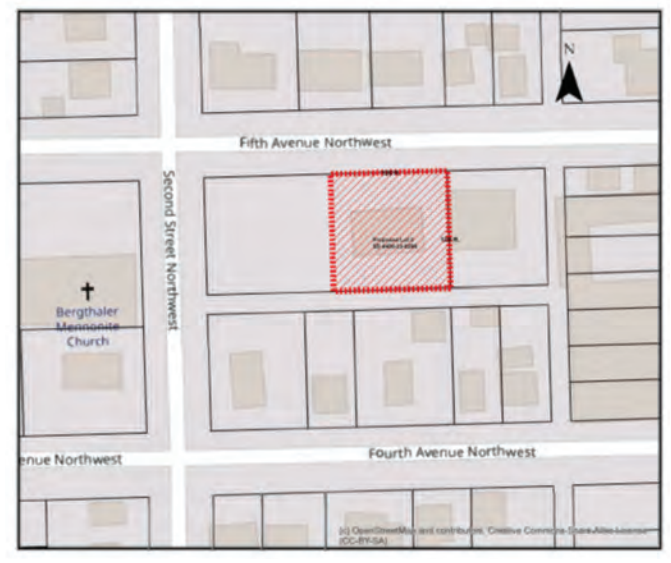 N
Fifth Avenue Northwest
Second Street Northwest
Bergthaler
Mennonite
Church
enue Northwest
Fourth Avenue Northwest
(c) OpenStreetMap and contributors, Creative Commons-Share Alike License
(CC-BY-SA)